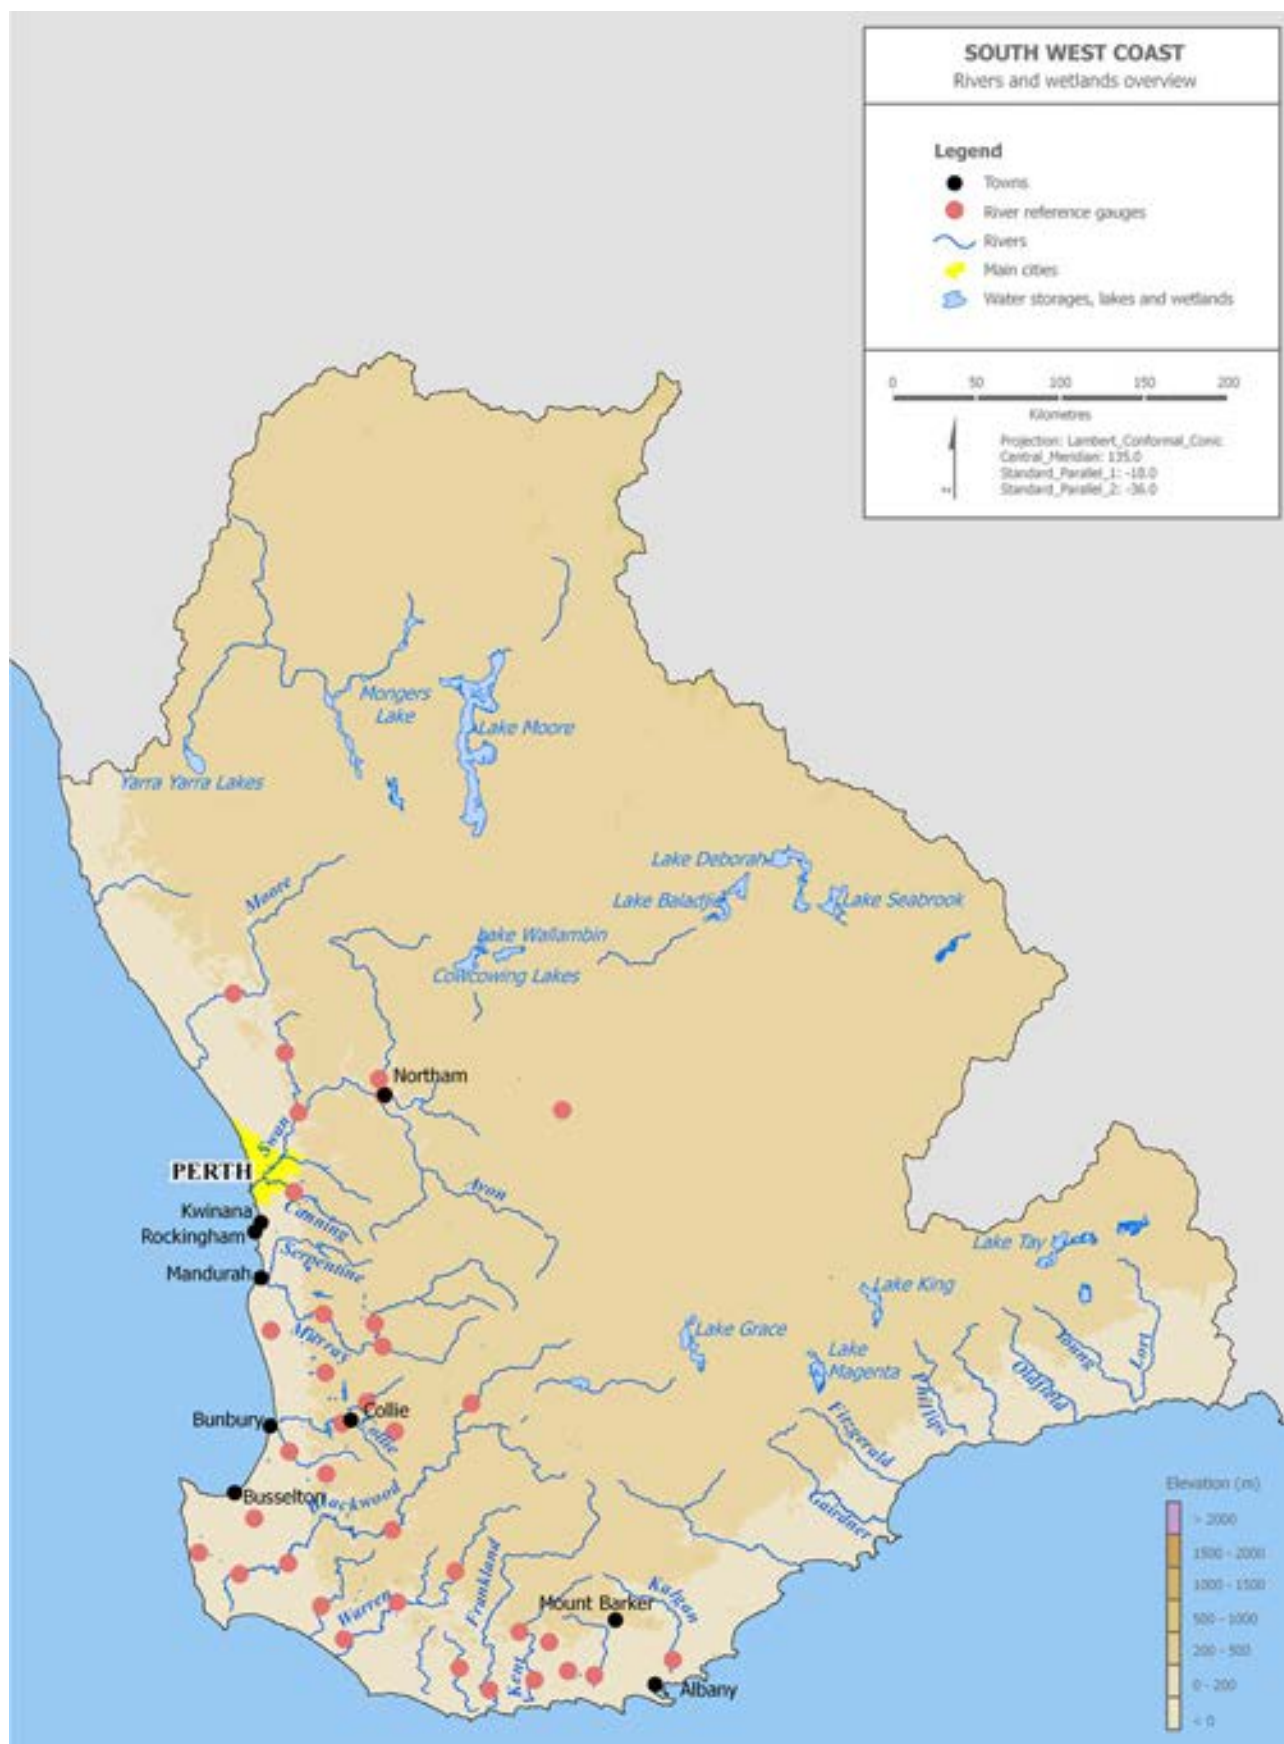 SOUTH WEST COAST
Rivers and wetlands overview
Legend
Towns
River reference gauges
Rivers
Main cities
Water storages, lakes and wetlands
0 50 100 150 200
Kilometres
Projection: Lambert_Conformal_Conic
Central_Meridian: 135.0
Standard_Parallel_1: -18.0
Standard_Parallel_2: -36.0
Mongers
Lake
Lake Moore
Yarra Yarra Lakes
Lake Deborah
Lake Baladjie
Lake Seabrook
Moore
Lake Wallambin
Cowcowing Lakes
Northam
Swan
PERTH
Avon
Kwinana
Canning
Rockingham
Serpentine
Lake Tay
Mandurah
Lake King
Murray
Lake Grace
Lake
Magenta
Young
Lort
Oldfield
Phillips
Collie
Bunbury
Collie
Fitzgerald
Busselton
Blackwood
Gairdner
Frankland
Kalgan
Mount Barker
Warren
Kent
Albany
Elevation (m)
> 2000
1500 - 2000
1000 - 1500
500 - 1000
200 - 500
0 - 200
< 0